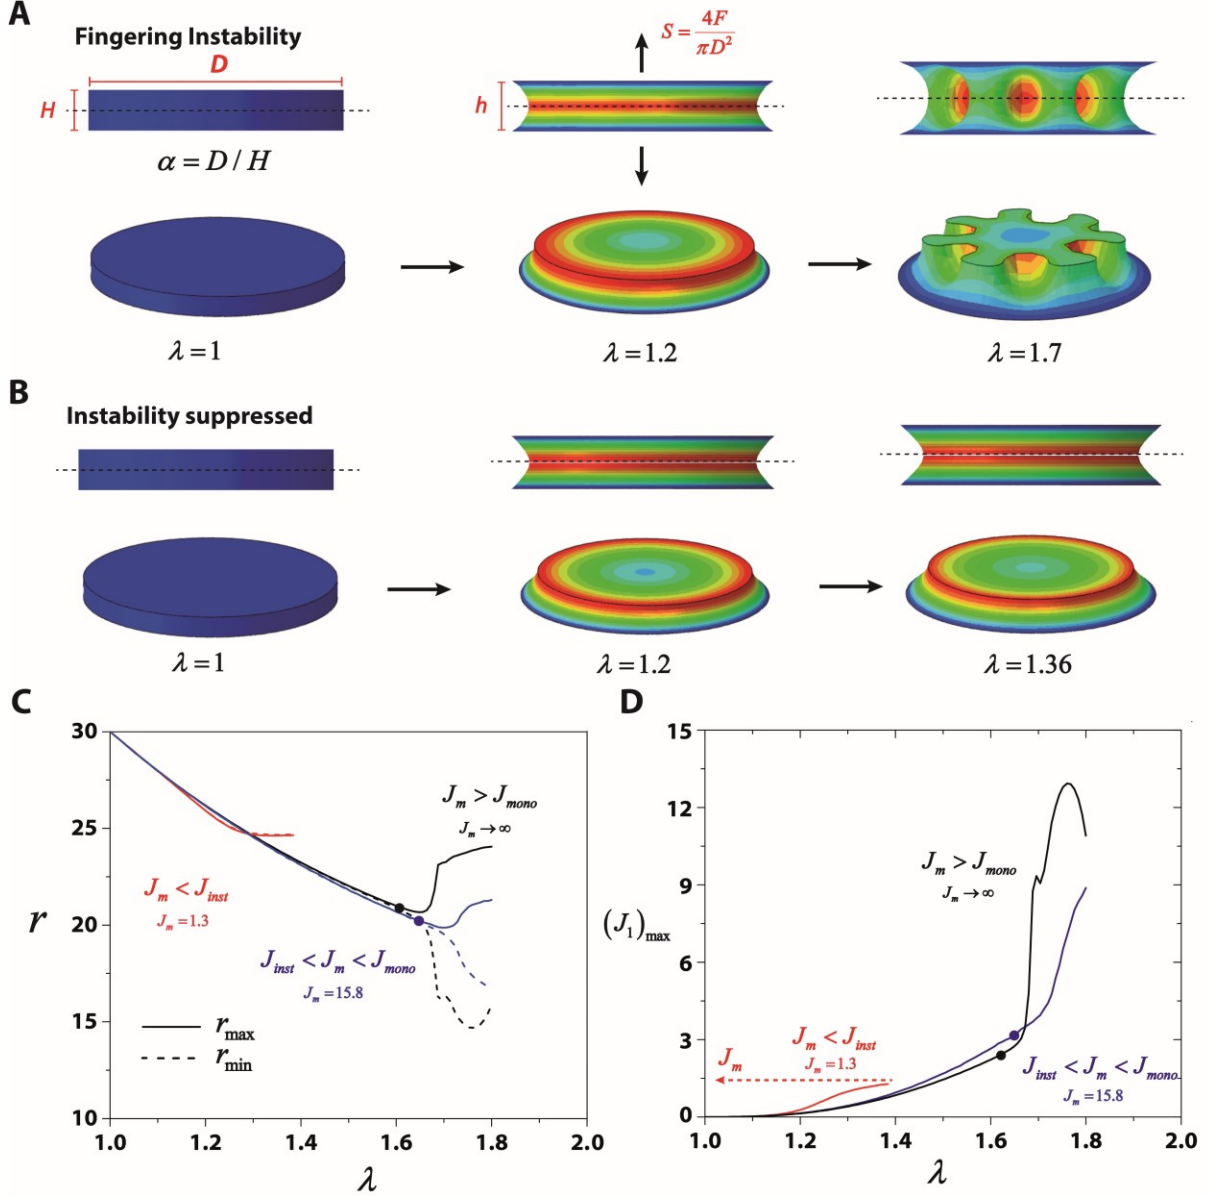 A
Fingering Instability
D
H
α = D / H
S = 4F / πD²
h
λ = 1
λ = 1.2
λ = 1.7
B
Instability suppressed
λ = 1
λ = 1.2
λ = 1.36
C
30
25
20
15
10
r
1.0 1.2 1.4 1.6 1.8 2.0
λ
J_m > J_mono
J_m → ∞
J_m < J_inst
J_m = 1.3
J_inst < J_m < J_mono
J_m = 15.8
r_max
r_min
D
15
12
9
6
3
0
(J_1)_max
1.0 1.2 1.4 1.6 1.8 2.0
λ
J_m > J_mono
J_m → ∞
J_m < J_inst
J_m = 1.3
J_m
J_inst < J_m < J_mono
J_m = 15.8